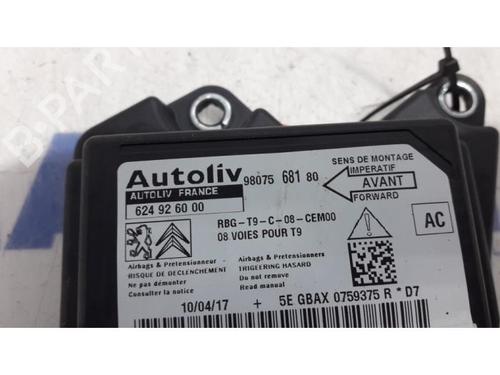 Autoliv
AUTOLIV FRANCE
98075 681 80
624 92 60 00
SENS DE MONTAGE
IMPERATIF
AVANT
FORWARD
AC
RBG-T9-C-08-CEM00
08 VOIES POUR T9
Airbags & Pretensionneur
RISQUE DE DECLENCHEMENT
Ne pas démonter
Consulter la notice
Airbags & Pretensioners
TRIGEERING HASARD
Do not remove
Read manual
10/04/17 + 5E GBAX 0759375 R * D7
B-PARTS